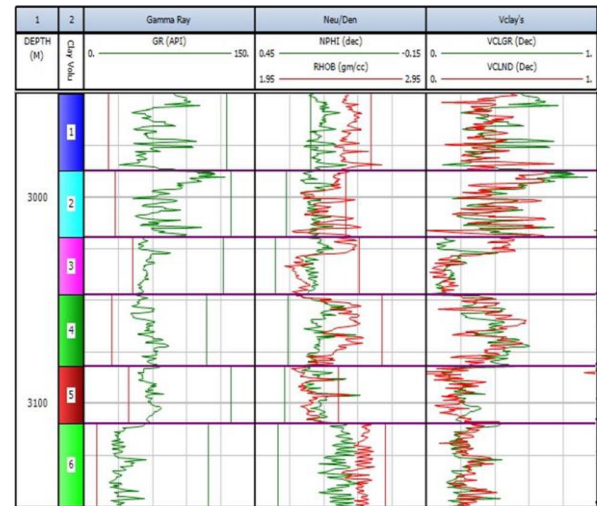 1 2 Gamma Ray Neu/Den Vclay's
DEPTH (M) Clay Volu 0. GR (API) 150. 0.45 NPHI (dec) -0.15 0. VCLGR (Dec) 1.
1.95 RHOB (gm/cc) 2.95 0. VCLND (Dec) 1.
1
3000
2
3
4
5
3100
6